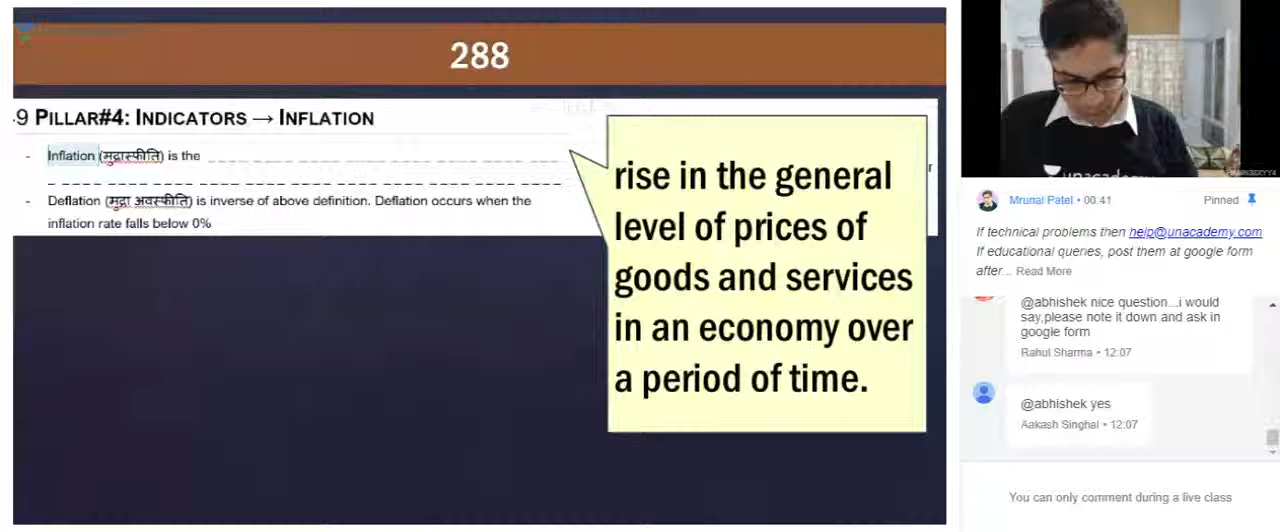 288
9 PILLAR#4: INDICATORS → INFLATION
- Inflation (मुद्रास्फीति) is the
- Deflation (मुद्रा अवस्फीति) is inverse of above definition. Deflation occurs when the
inflation rate falls below 0%
rise in the general
level of prices of
goods and services
in an economy over
a period of time.
unacademy
Mrunal Patel • 00:41 Pinned
If technical problems then help@unacademy.com
If educational queries, post them at google form
after... Read More
@abhishek nice question...i would
say,please note it down and ask in
google form
Rahul Sharma • 12:07
@abhishek yes
Aakash Singhal • 12:07
You can only comment during a live class